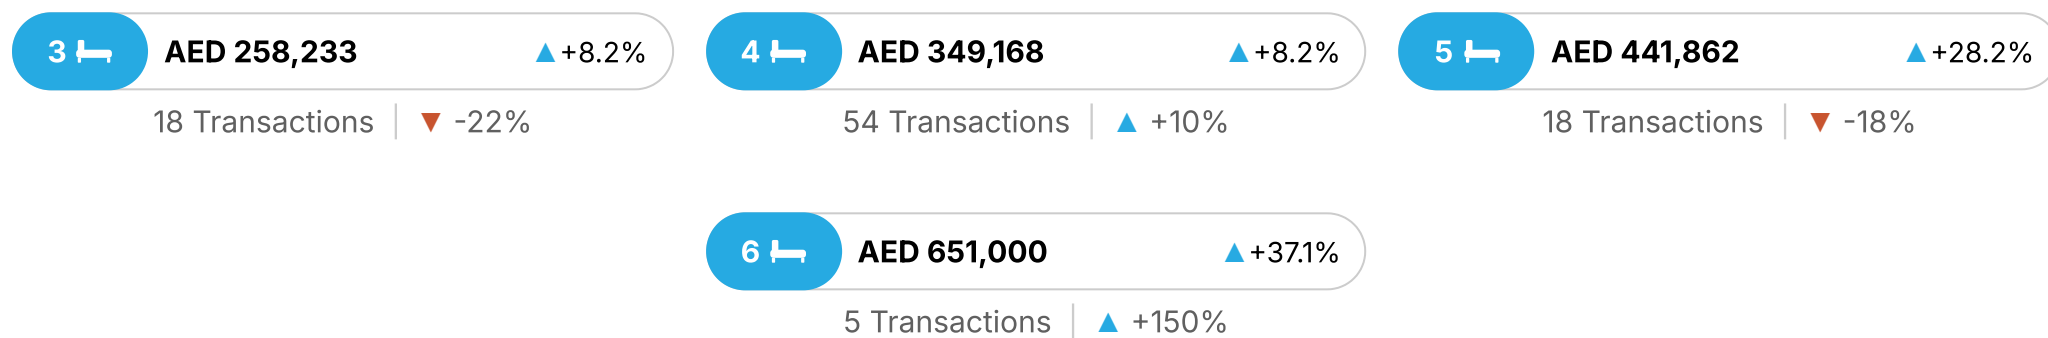 3 AED 258,233 ▲+8.2%
18 Transactions | ▼ -22%
4 AED 349,168 ▲+8.2%
54 Transactions | ▲ +10%
5 AED 441,862 ▲+28.2%
18 Transactions | ▼ -18%
6 AED 651,000 ▲+37.1%
5 Transactions | ▲ +150%